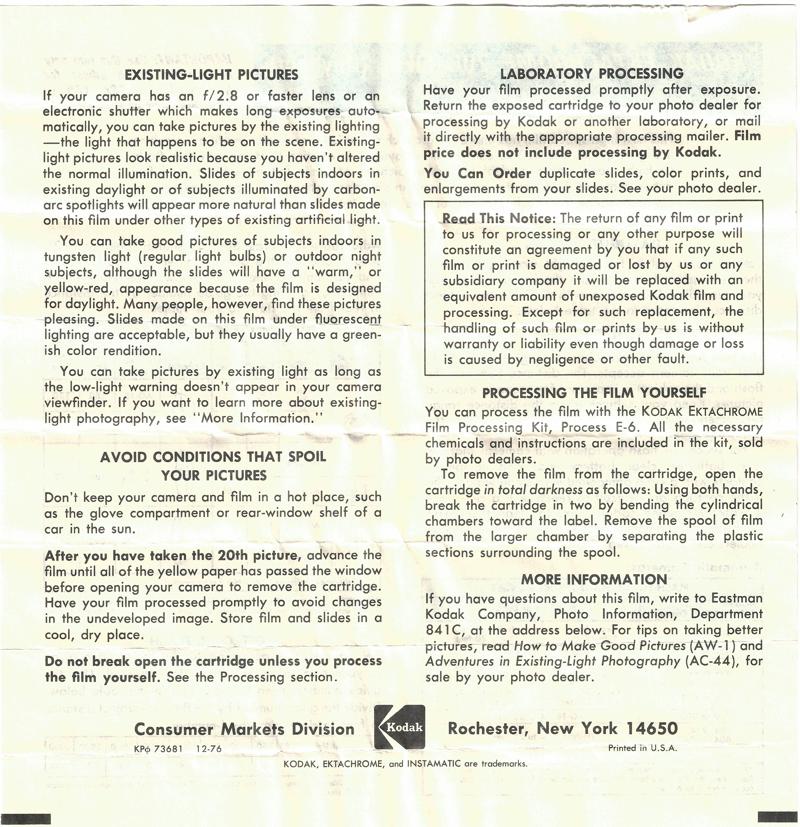 EXISTING-LIGHT PICTURES
If your camera has an f/2.8 or faster lens or an
electronic shutter which makes long exposures auto-
matically, you can take pictures by the existing lighting
—the light that happens to be on the scene. Existing-
light pictures look realistic because you haven't altered
the normal illumination. Slides of subjects indoors in
existing daylight or of subjects illuminated by carbon-
arc spotlights will appear more natural than slides made
on this film under other types of existing artificial light.
You can take good pictures of subjects indoors in
tungsten light (regular light bulbs) or outdoor night
subjects, although the slides will have a "warm," or
yellow-red, appearance because the film is designed
for daylight. Many people, however, find these pictures
pleasing. Slides made on this film under fluorescent
lighting are acceptable, but they usually have a green-
ish color rendition.
You can take pictures by existing light as long as
the low-light warning doesn't appear in your camera
viewfinder. If you want to learn more about existing-
light photography, see "More Information."
AVOID CONDITIONS THAT SPOIL
YOUR PICTURES
Don't keep your camera and film in a hot place, such
as the glove compartment or rear-window shelf of a
car in the sun.
After you have taken the 20th picture, advance the
film until all of the yellow paper has passed the window
before opening your camera to remove the cartridge.
Have your film processed promptly to avoid changes
in the undeveloped image. Store film and slides in a
cool, dry place.
Do not break open the cartridge unless you process
the film yourself. See the Processing section.
LABORATORY PROCESSING
Have your film processed promptly after exposure.
Return the exposed cartridge to your photo dealer for
processing by Kodak or another laboratory, or mail
it directly with the appropriate processing mailer. Film
price does not include processing by Kodak.
You Can Order duplicate slides, color prints, and
enlargements from your slides. See your photo dealer.
Read This Notice: The return of any film or print
to us for processing or any other purpose will
constitute an agreement by you that if any such
film or print is damaged or lost by us or any
subsidiary company it will be replaced with an
equivalent amount of unexposed Kodak film and
processing. Except for such replacement, the
handling of such film or prints by us is without
warranty or liability even though damage or loss
is caused by negligence or other fault.
PROCESSING THE FILM YOURSELF
You can process the film with the KODAK EKTACHROME
Film Processing Kit, Process E-6. All the necessary
chemicals and instructions are included in the kit, sold
by photo dealers.
To remove the film from the cartridge, open the
cartridge in total darkness as follows: Using both hands,
break the cartridge in two by bending the cylindrical
chambers toward the label. Remove the spool of film
from the larger chamber by separating the plastic
sections surrounding the spool.
MORE INFORMATION
If you have questions about this film, write to Eastman
Kodak Company, Photo Information, Department
841C, at the address below. For tips on taking better
pictures, read How to Make Good Pictures (AW-1) and
Adventures in Existing-Light Photography (AC-44), for
sale by your photo dealer.
Consumer Markets Division Kodak Rochester, New York 14650
KPϕ 73681 12-76 Printed in U.S.A.
KODAK, EKTACHROME, and INSTAMATIC are trademarks.